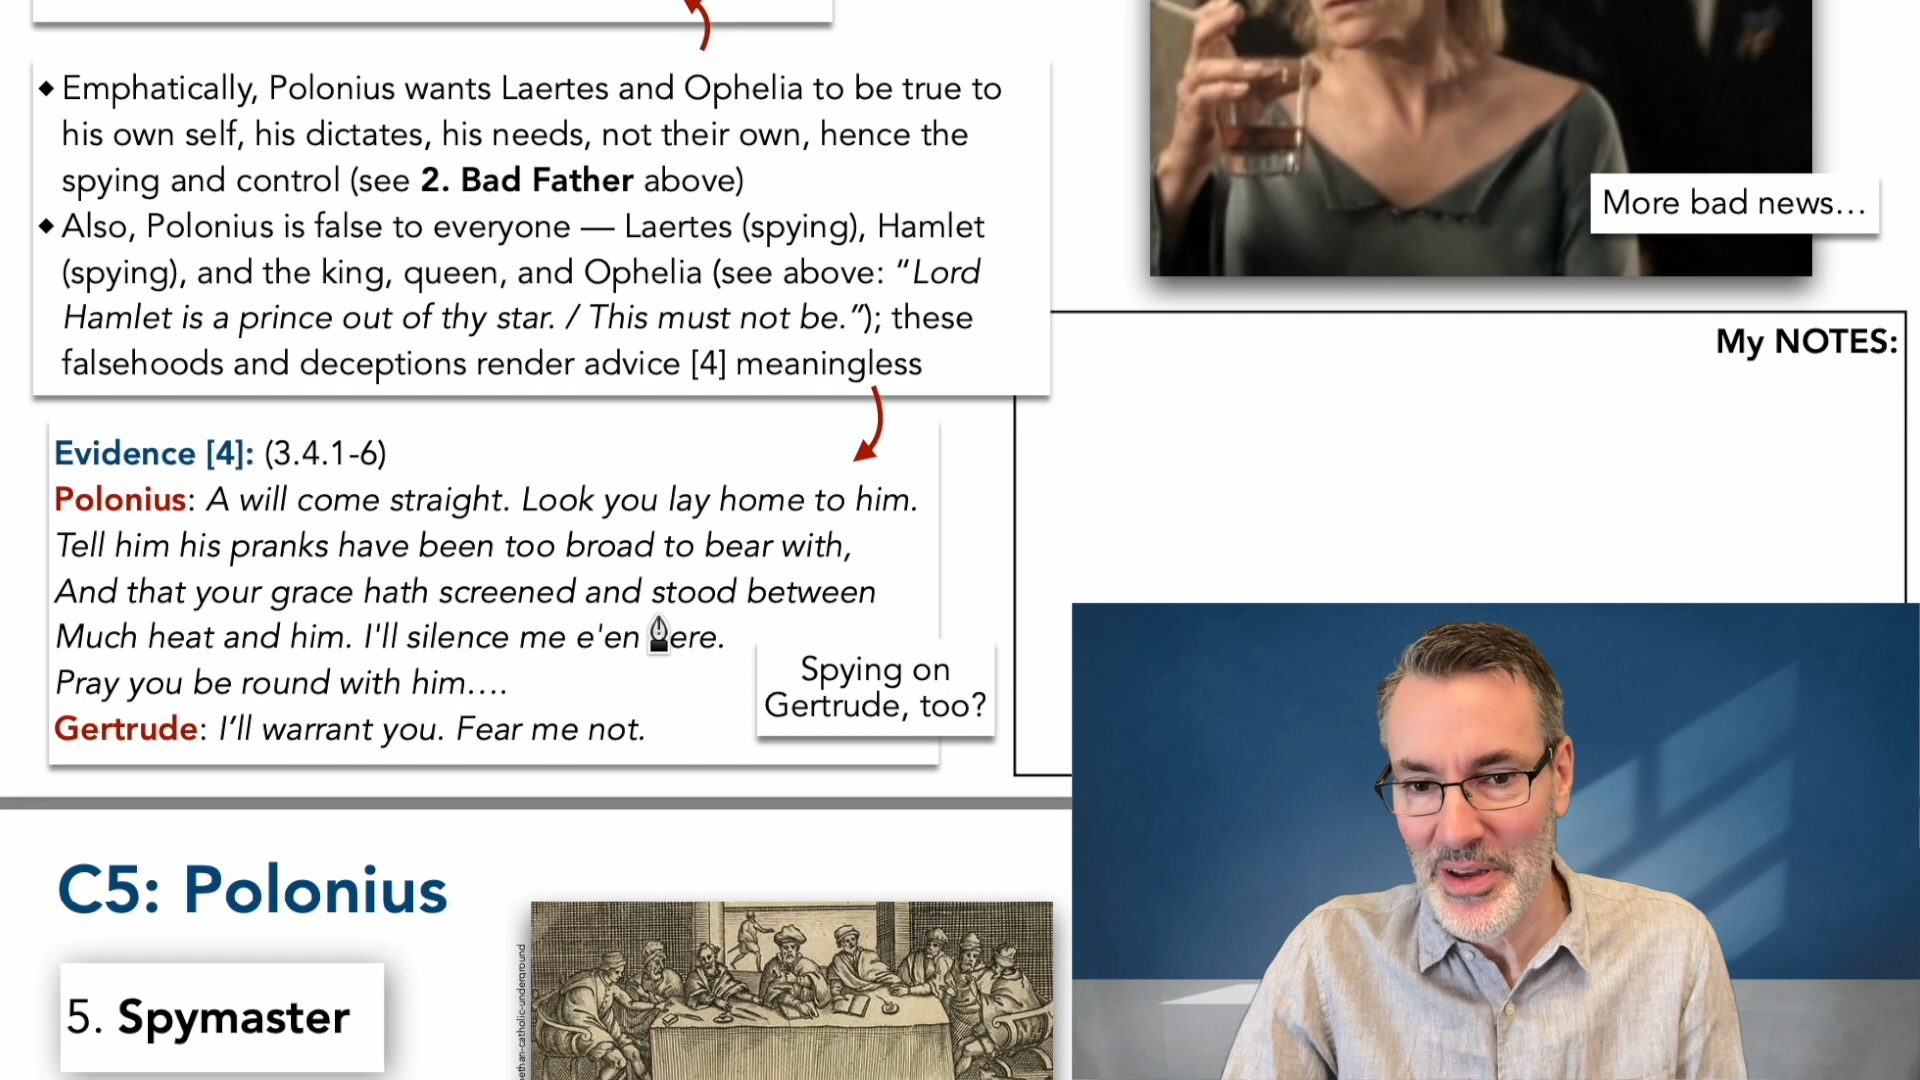 ◆ Emphatically, Polonius wants Laertes and Ophelia to be true to
his own self, his dictates, his needs, not their own, hence the
spying and control (see 2. Bad Father above)
◆ Also, Polonius is false to everyone — Laertes (spying), Hamlet
(spying), and the king, queen, and Ophelia (see above: “Lord
Hamlet is a prince out of thy star. / This must not be.”); these
falsehoods and deceptions render advice [4] meaningless
More bad news…
My NOTES:
Evidence [4]: (3.4.1-6)
Polonius: A will come straight. Look you lay home to him.
Tell him his pranks have been too broad to bear with,
And that your grace hath screened and stood between
Much heat and him. I'll silence me e'en ere.
Pray you be round with him….
Gertrude: I’ll warrant you. Fear me not.
Spying on
Gertrude, too?
C5: Polonius
5. Spymaster